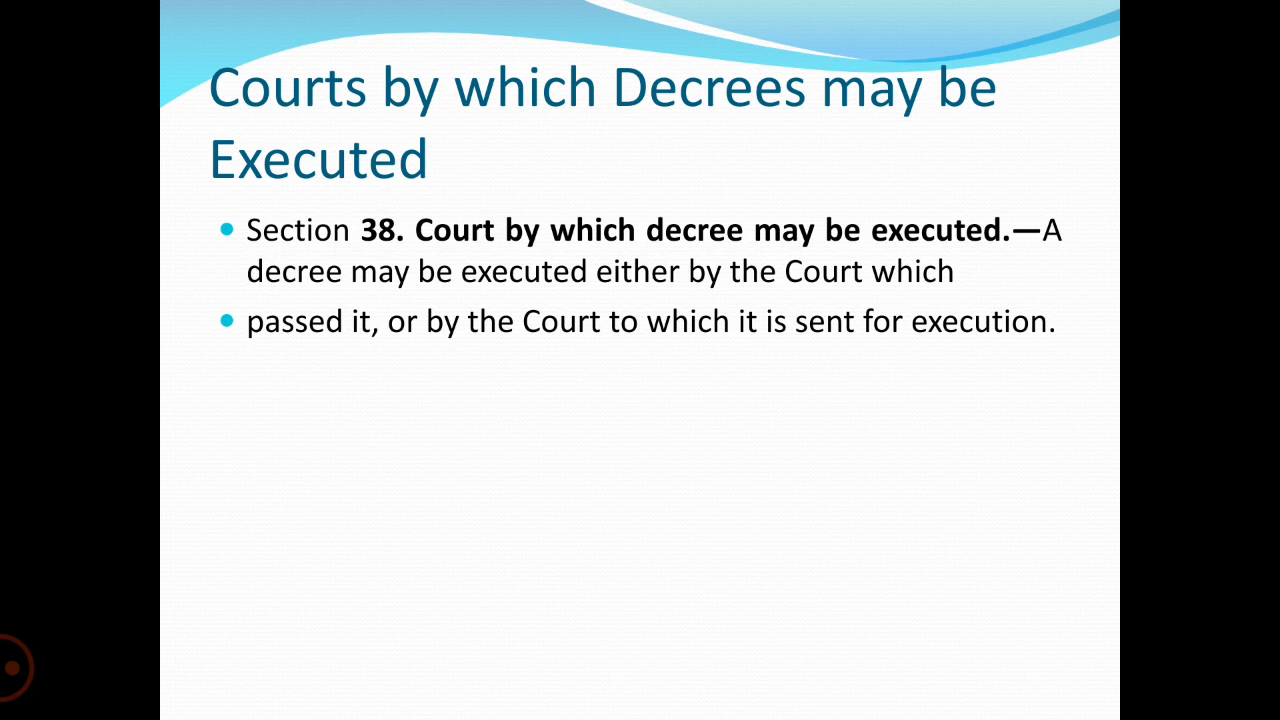 Courts by which Decrees may be
Executed
• Section 38. Court by which decree may be executed.—A
decree may be executed either by the Court which
• passed it, or by the Court to which it is sent for execution.